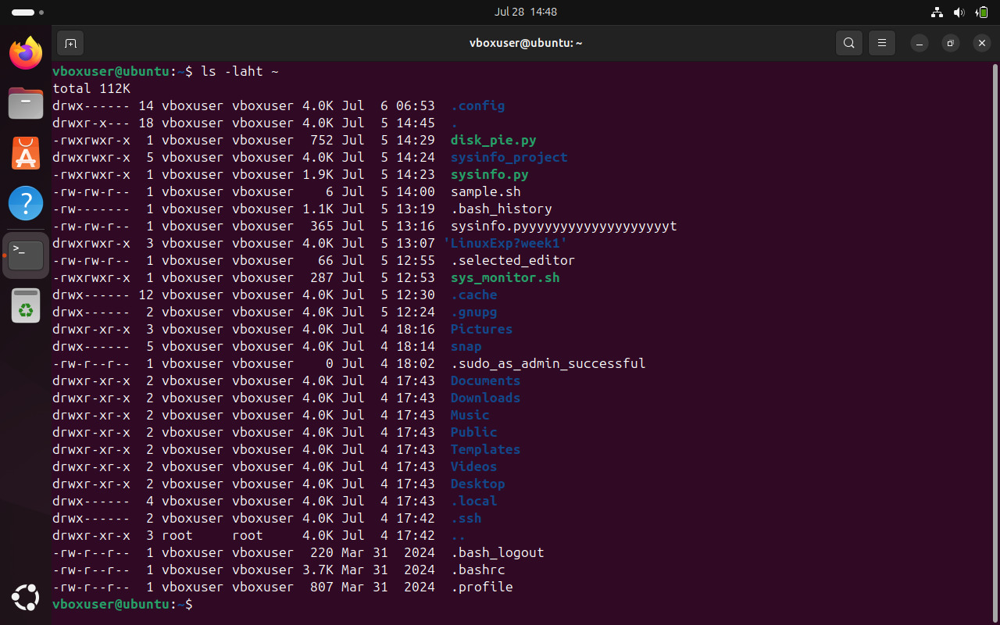 Jul 28 14:48
vboxuser@ubuntu: ~
vboxuser@ubuntu:~$ ls -laht ~
total 112K
drwx------ 14 vboxuser vboxuser 4.0K Jul  6 06:53  .config
drwxr-x--- 18 vboxuser vboxuser 4.0K Jul  5 14:45  .
-rwxrwxr-x  1 vboxuser vboxuser  752 Jul  5 14:29  disk_pie.py
drwxrwxr-x  5 vboxuser vboxuser 4.0K Jul  5 14:24  sysinfo_project
-rwxrwxr-x  1 vboxuser vboxuser 1.9K Jul  5 14:23  sysinfo.py
-rw-rw-r--  1 vboxuser vboxuser    6 Jul  5 14:00  sample.sh
-rw-------  1 vboxuser vboxuser 1.1K Jul  5 13:19  .bash_history
-rw-rw-r--  1 vboxuser vboxuser  365 Jul  5 13:16  sysinfo.pyyyyyyyyyyyyyyyyyyyt
drwxrwxr-x  3 vboxuser vboxuser 4.0K Jul  5 13:07 'LinuxExp?week1'
-rw-rw-r--  1 vboxuser vboxuser   66 Jul  5 12:55  .selected_editor
-rwxrwxr-x  1 vboxuser vboxuser  287 Jul  5 12:53  sys_monitor.sh
drwx------ 12 vboxuser vboxuser 4.0K Jul  5 12:30  .cache
drwx------  2 vboxuser vboxuser 4.0K Jul  5 12:24  .gnupg
drwxr-xr-x  3 vboxuser vboxuser 4.0K Jul  4 18:16  Pictures
drwx------  5 vboxuser vboxuser 4.0K Jul  4 18:14  snap
-rw-r--r--  1 vboxuser vboxuser    0 Jul  4 18:02  .sudo_as_admin_successful
drwxr-xr-x  2 vboxuser vboxuser 4.0K Jul  4 17:43  Documents
drwxr-xr-x  2 vboxuser vboxuser 4.0K Jul  4 17:43  Downloads
drwxr-xr-x  2 vboxuser vboxuser 4.0K Jul  4 17:43  Music
drwxr-xr-x  2 vboxuser vboxuser 4.0K Jul  4 17:43  Public
drwxr-xr-x  2 vboxuser vboxuser 4.0K Jul  4 17:43  Templates
drwxr-xr-x  2 vboxuser vboxuser 4.0K Jul  4 17:43  Videos
drwxr-xr-x  2 vboxuser vboxuser 4.0K Jul  4 17:43  Desktop
drwx------  4 vboxuser vboxuser 4.0K Jul  4 17:43  .local
drwx------  2 vboxuser vboxuser 4.0K Jul  4 17:42  .ssh
drwxr-xr-x  3 root     root     4.0K Jul  4 17:42  ..
-rw-r--r--  1 vboxuser vboxuser  220 Mar 31  2024  .bash_logout
-rw-r--r--  1 vboxuser vboxuser 3.7K Mar 31  2024  .bashrc
-rw-r--r--  1 vboxuser vboxuser  807 Mar 31  2024  .profile
vboxuser@ubuntu:~$